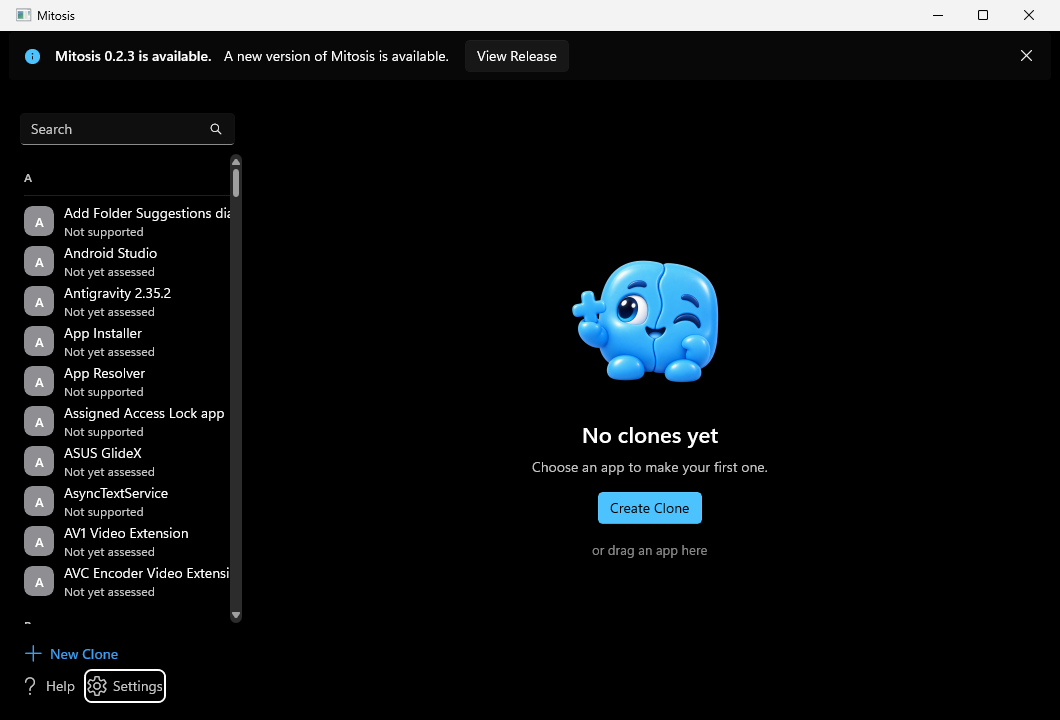 Mitosis
Mitosis 0.2.3 is available. A new version of Mitosis is available. View Release
Search
A
A Add Folder Suggestions dia
Not supported
A Android Studio
Not yet assessed
A Antigravity 2.35.2
Not yet assessed
A App Installer
Not yet assessed
A App Resolver
Not supported
A Assigned Access Lock app
Not supported
A ASUS GlideX
Not yet assessed
A AsyncTextService
Not supported
A AV1 Video Extension
Not yet assessed
A AVC Encoder Video Extensi
Not yet assessed
New Clone
? Help
Settings
No clones yet
Choose an app to make your first one.
Create Clone
or drag an app here